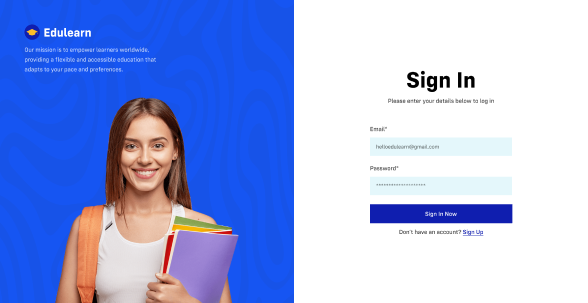 Edulearn
Our mission is to empower learners worldwide,
providing a flexible and accessible education that
adapts to your pace and preferences.
Sign In
Please enter your details below to log in
Email*
helloedulearn@gmail.com
Password*
********************
Sign In Now
Don't have an account? Sign Up